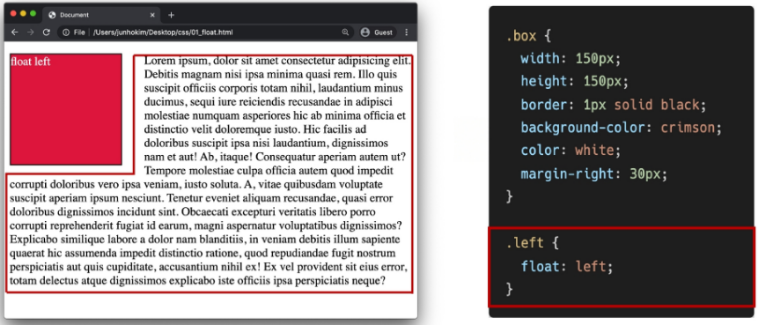 Document
File | /Users/junhokim/Desktop/css/01_float.html
Guest
float left
Lorem ipsum, dolor sit amet consectetur adipisicing elit.
Debitis magnam nisi ipsa minima quasi rem. Illo quis
suscipit officiis corporis totam nihil, laudantium minus
ducimus, sequi iure reiciendis recusandae in adipisci
molestiae numquam asperiores hic ab minima officia et
distinctio velit doloremque iusto. Hic facilis ad
doloribus suscipit ipsa nisi laudantium, dignissimos
nam et aut! Ab, itaque! Consequatur aperiam autem ut?
Tempore molestiae culpa officia autem quod impedit
corrupti doloribus vero ipsa veniam, iusto soluta. A, vitae quibusdam voluptate
suscipit aperiam ipsum nesciunt. Tenetur eveniet aliquam recusandae, quasi error
doloribus dignissimos incidunt sint. Obcaecati excepturi veritatis libero porro
corrupti reprehenderit fugiat id earum, magni aspernatur voluptatibus dignissimos?
Explicabo similique labore a dolor nam blanditiis, in veniam debitis illum sapiente
quaerat hic assumenda impedit distinctio ratione, quod repudiandae fugit nostrum
perspiciatis aut quis cupiditate, accusantium nihil ex! Ex vel provident sit eius error,
totam delectus atque dignissimos explicabo iste officiis ipsa perspiciatis neque?
.box {
width: 150px;
height: 150px;
border: 1px solid black;
background-color: crimson;
color: white;
margin-right: 30px;
}
.left {
float: left;
}